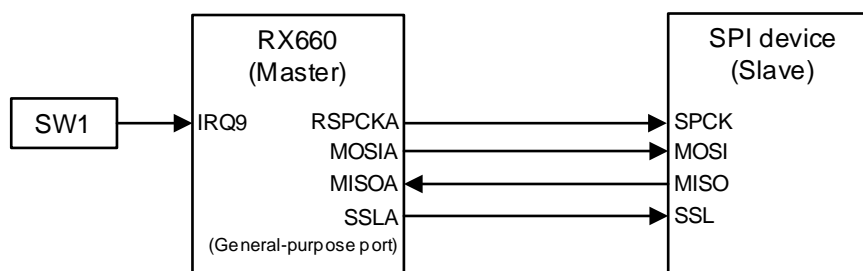 RX660
(Master)
SPI device
(Slave)
SW1
IRQ9
RSPCKA
SPCK
MOSIA
MOSI
MISOA
MISO
SSLA
SSL
(General-purpose port)